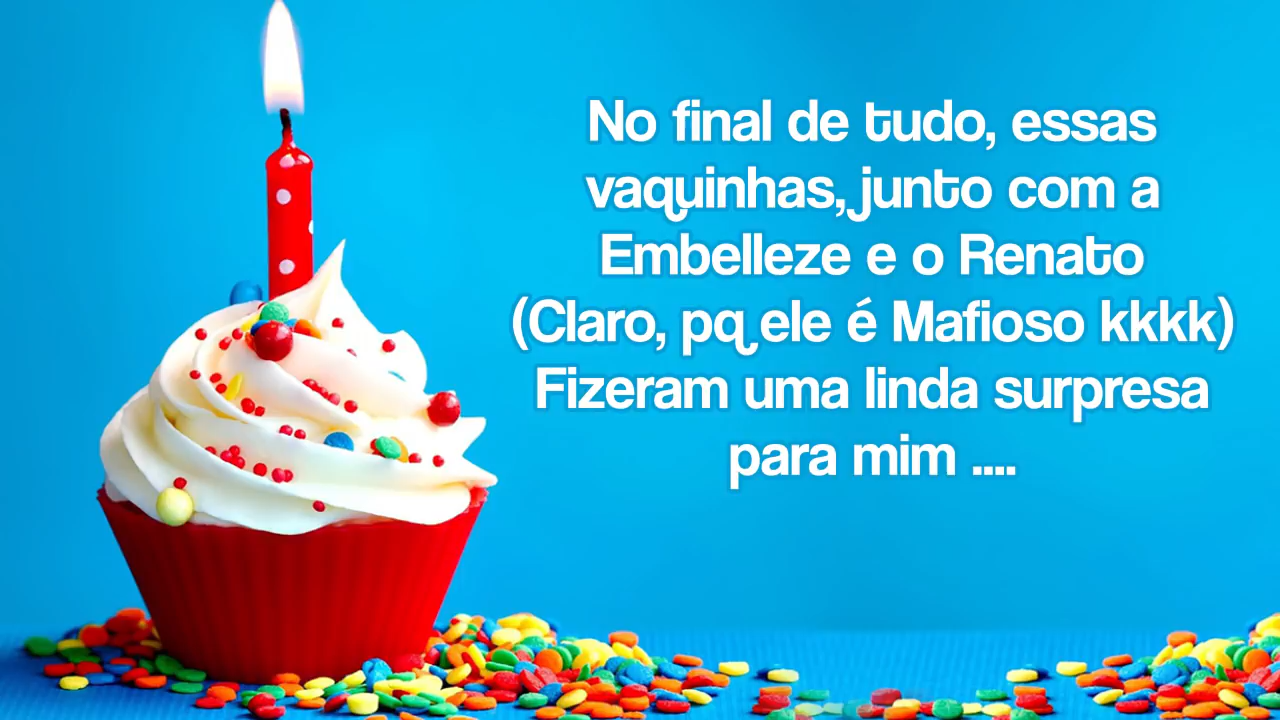 No final de tudo, essas
vaquinhas, junto com a
Embelleze e o Renato
(Claro, pq ele é Mafioso kkkk)
Fizeram uma linda surpresa
para mim ....